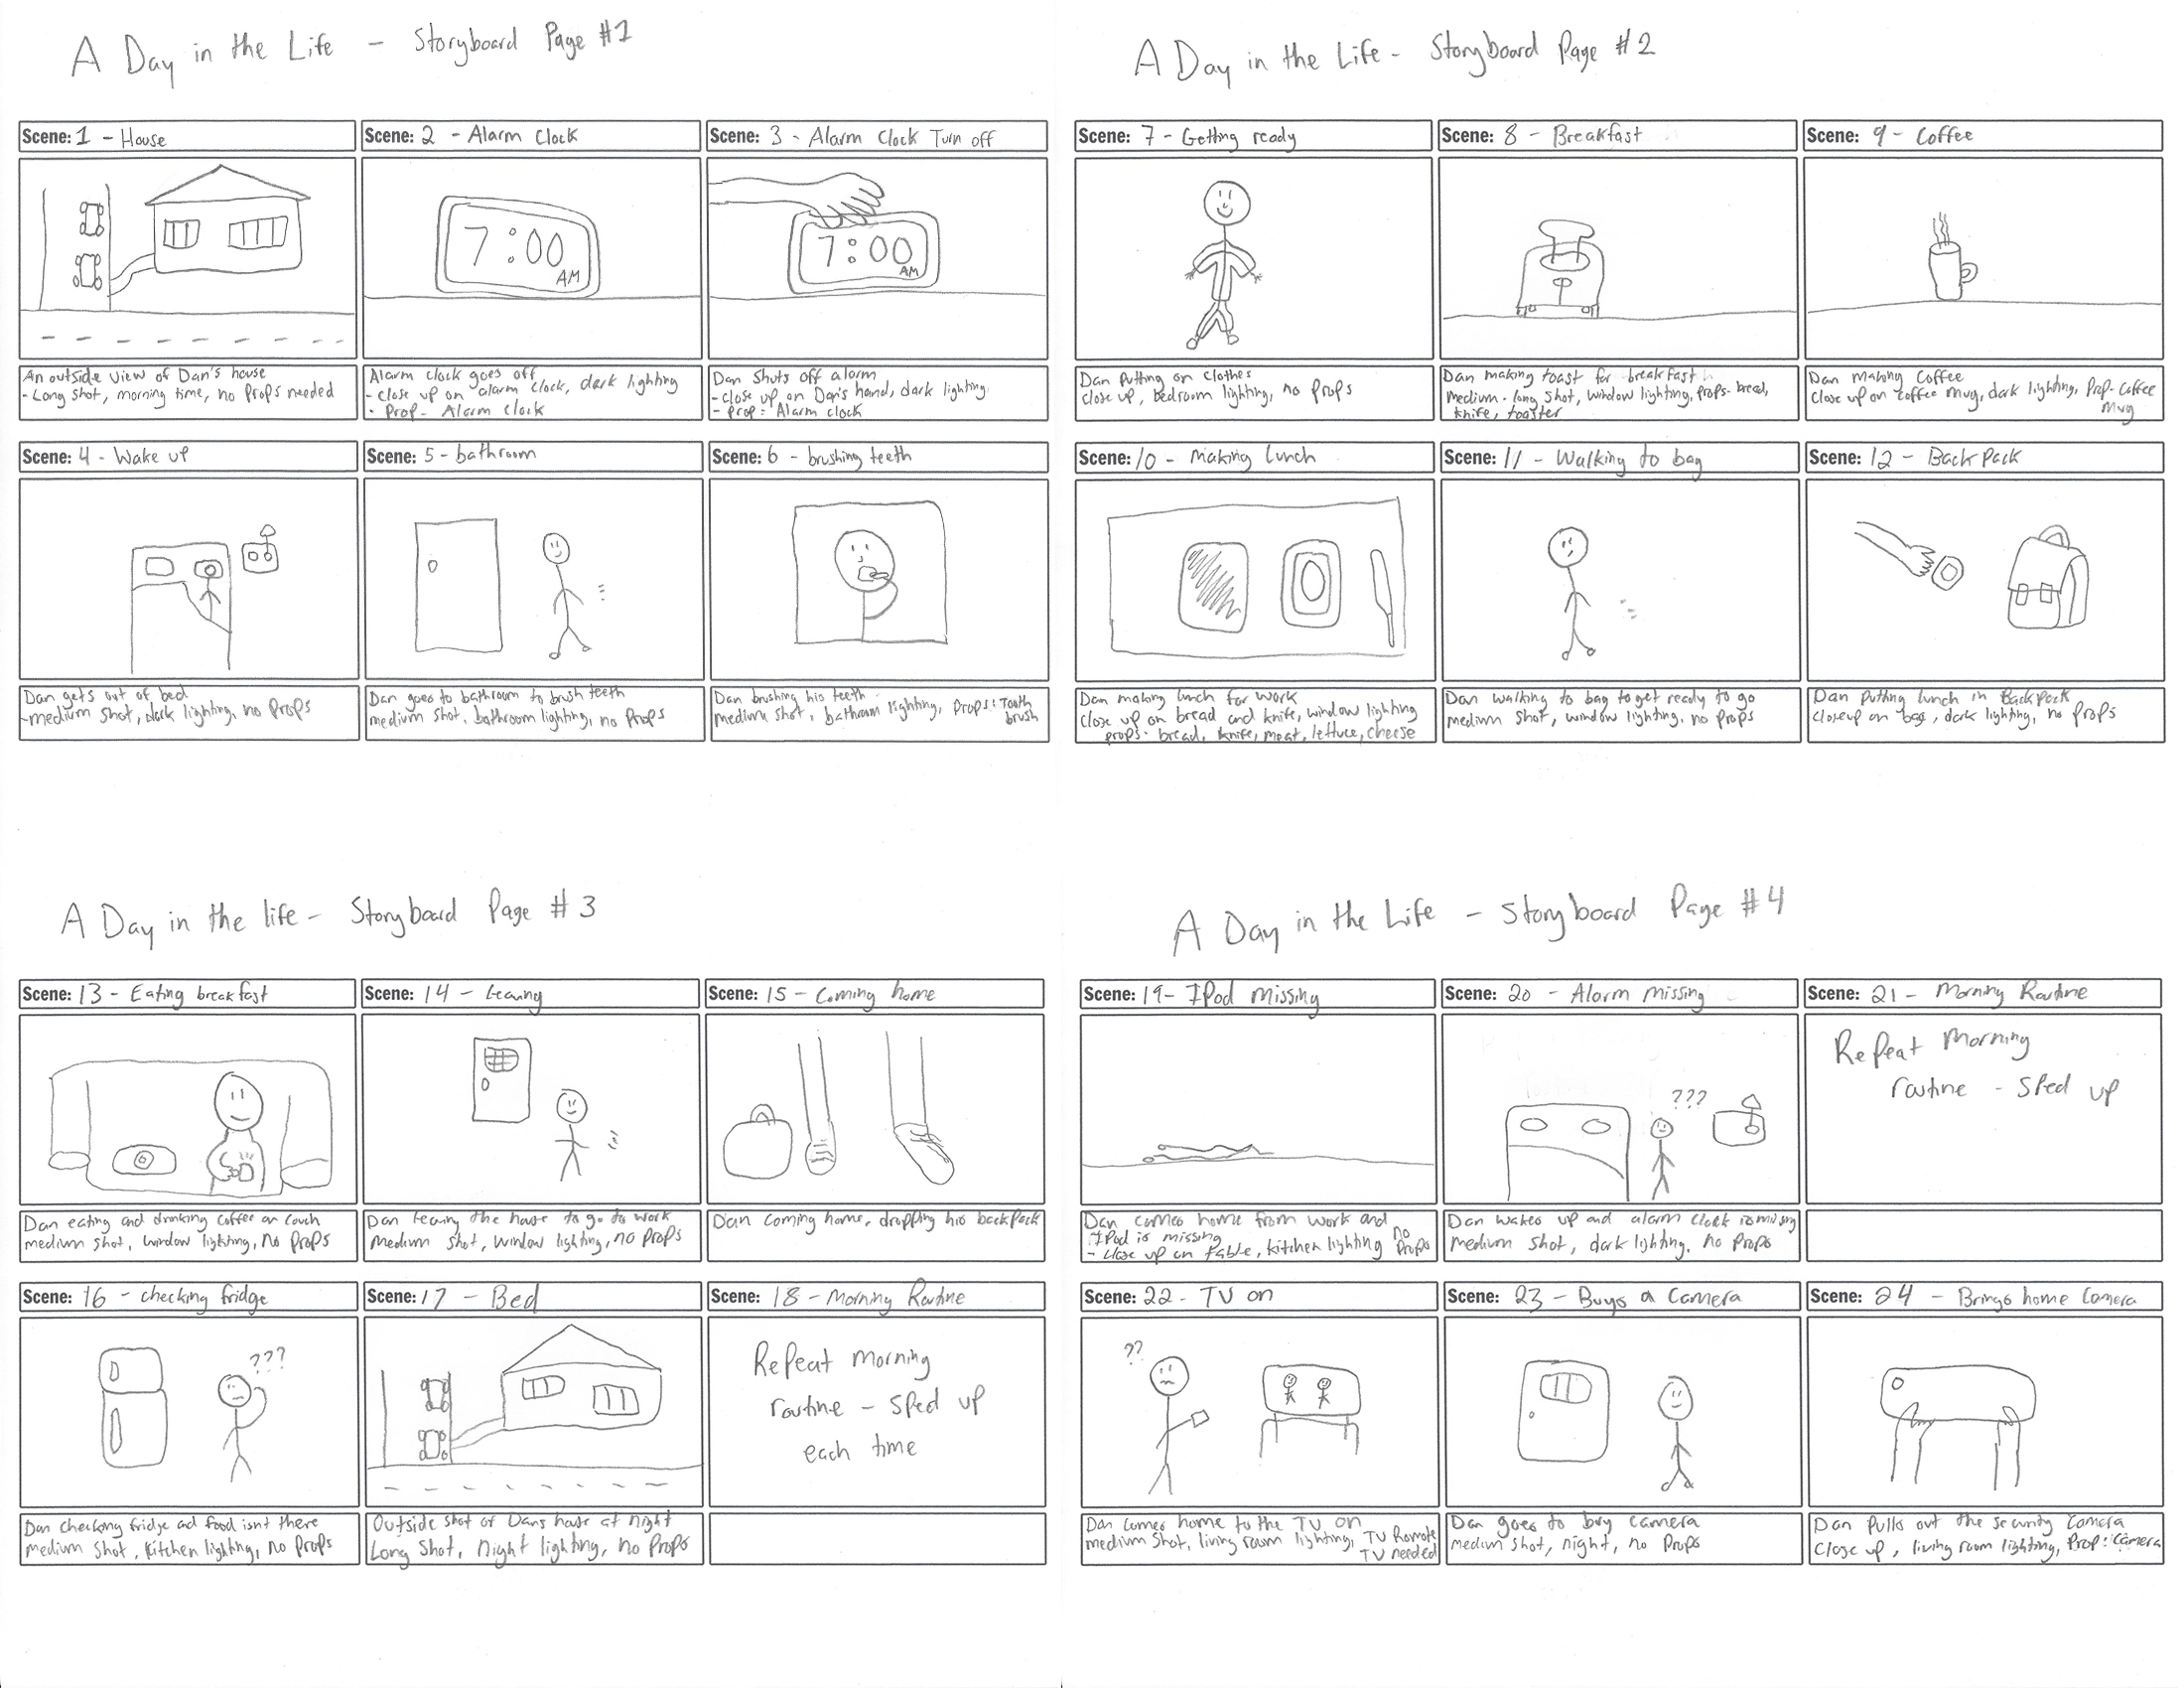 A Day in the Life - Storyboard Page #1
Scene: 1 - House
Scene: 2 - Alarm Clock
Scene: 3 - Alarm Clock Turn off
7:00
AM
7:00
AM
An outside view of Dan's house
- Long shot, morning time, no props needed
Alarm clock goes off
- close up on alarm clock, dark lighting
- Prop - Alarm clock
Dan shuts off alarm
- close up on Dan's hand, dark lighting
- prop: Alarm clock
Scene: 4 - Wake up
Scene: 5 - bathroom
Scene: 6 - brushing teeth
Dan gets out of bed
- medium shot, dark lighting, no props
Dan goes to bathroom to brush teeth
medium shot, bathroom lighting, no props
Dan brushing his teeth
medium shot, bathroom lighting, props: Tooth
brush
A Day in the Life - Storyboard Page #2
Scene: 7 - Getting ready
Scene: 8 - Breakfast
Scene: 9 - Coffee
Dan putting on clothes
close up, bedroom lighting, no props
Dan making toast for breakfast
medium-long shot, window lighting, props- bread,
knife, toaster
Dan making coffee
close up on coffee mug, dark lighting, Prop- coffee
mug
Scene: 10 - Making lunch
Scene: 11 - Walking to bag
Scene: 12 - Back Pack
Dan making lunch for work
close up on bread and knife, window lighting
props- bread, knife, meat, lettuce, cheese
Dan walking to bag to get ready to go
medium shot, window lighting, no props
Dan putting lunch in Backpack
closeup on bag, dark lighting, no props
A Day in the life - Storyboard Page #3
Scene: 13 - Eating breakfast
Scene: 14 - Leaving
Scene: 15 - Coming home
Dan eating and drinking coffee on couch
medium shot, window lighting, no props
Dan leaving the house to go to work
Medium shot, window lighting, no props
Dan coming home, dropping his backpack
Scene: 16 - checking fridge
Scene: 17 - Bed
Scene: 18 - Morning Routine
???
Repeat morning
routine - sped up
each time
Dan checking fridge and food isnt there
medium shot, kitchen lighting, no props
Outside shot of Dans house at night
Long shot, night lighting, no props
A Day in the Life - Storyboard Page #4
Scene: 19 - IPod missing
Scene: 20 - Alarm missing
Scene: 21 - Morning Routine
???
Repeat Morning
routine - sped up
Dan comes home from work and
IPod is missing
- close up on table, kitchen lighting no props
Dan wakes up and alarm clock is missing
medium shot, dark lighting, no props
Scene: 22 - TV on
Scene: 23 - Buys a Camera
Scene: 24 - Brings home Camera
??
Dan comes home to the TV on
medium shot, living room lighting, TV Remote
TV needed
Dan goes to buy camera
medium shot, night, no props
Dan pulls out the security camera
Close up, living room lighting, Prop: Camera